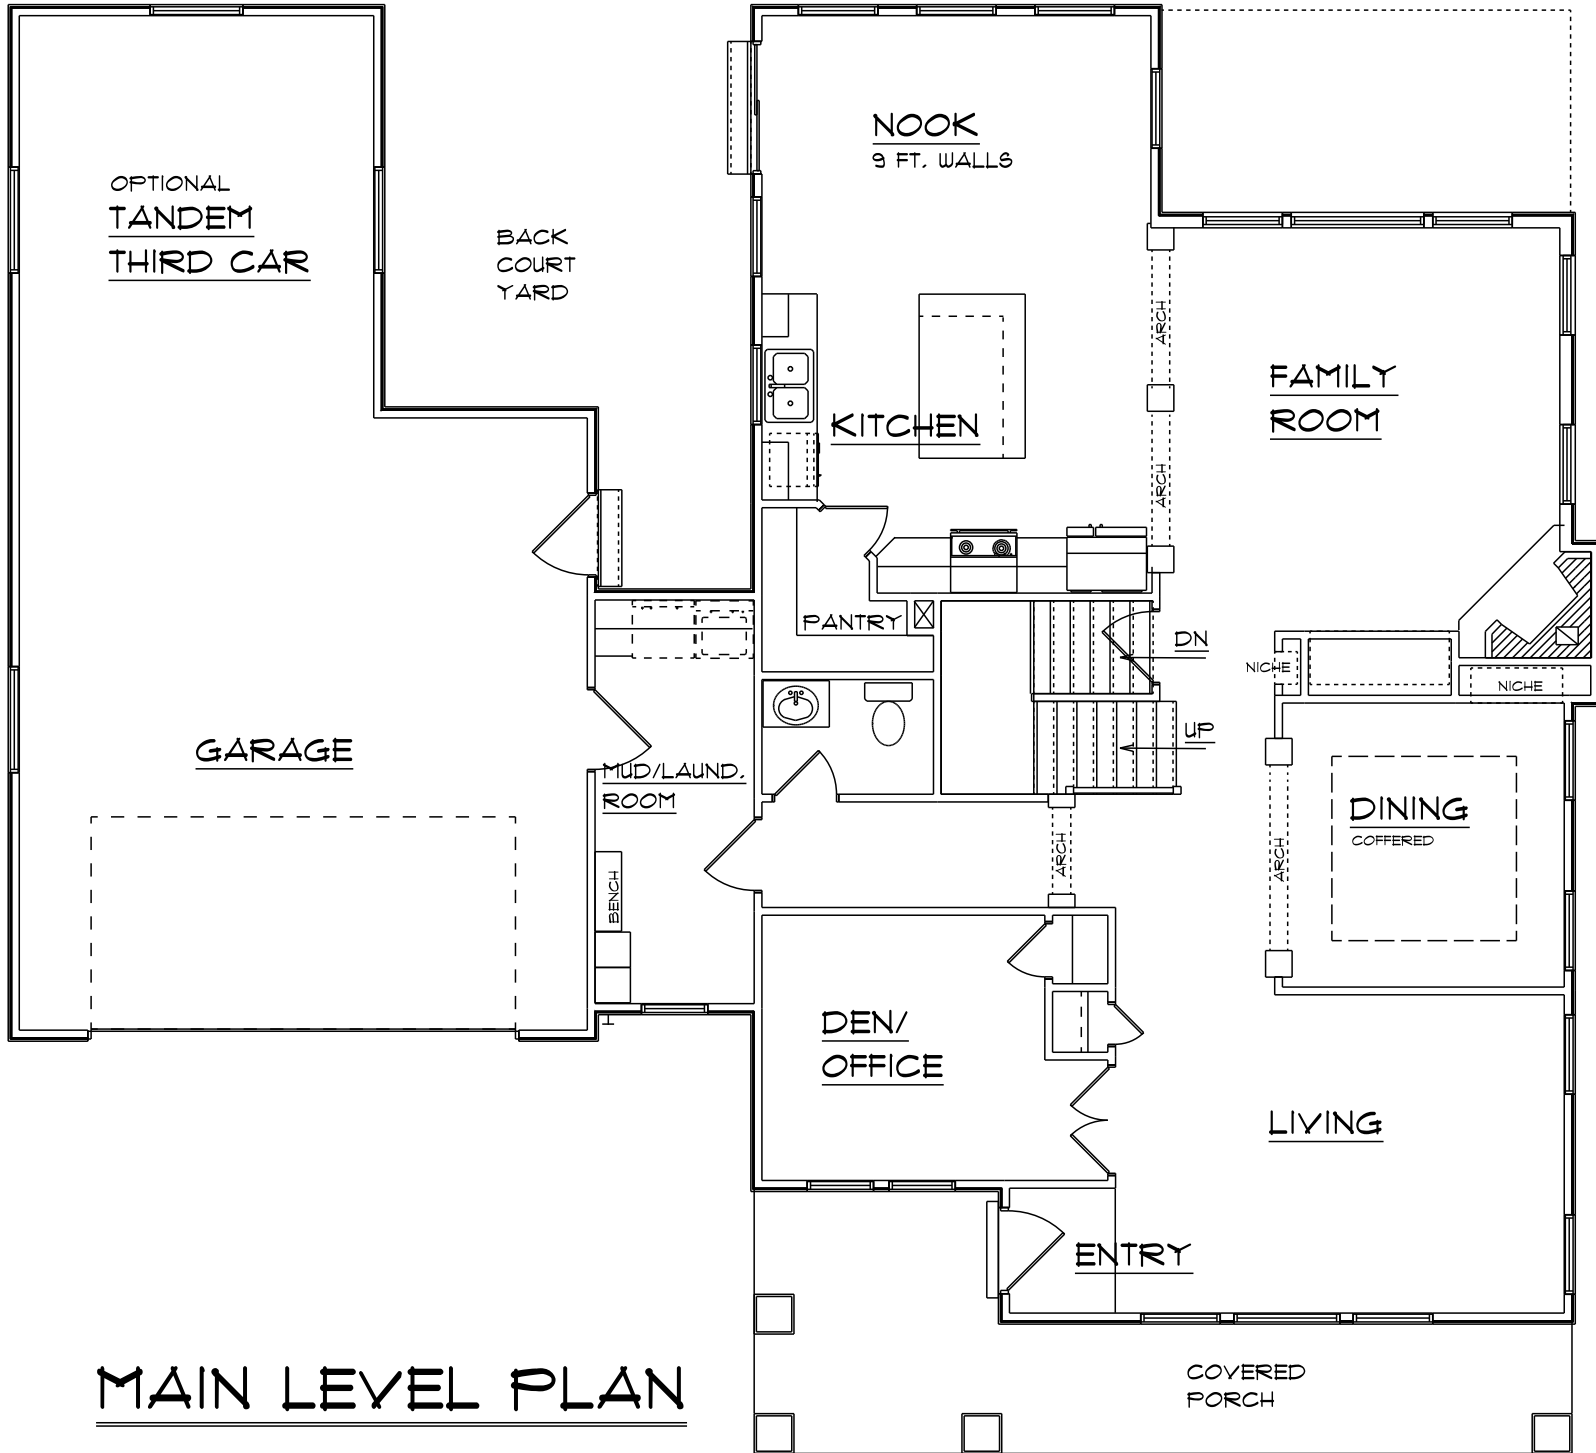 NOOK
9 FT. WALLS
OPTIONAL
TANDEM
THIRD CAR
BACK
COURT
YARD
ARCH
FAMILY
ROOM
KITCHEN
ARCH
PANTRY
DN
NICHE
NICHE
UP
GARAGE
MUD/LAUND.
ROOM
DINING
COFFERED
ARCH
ARCH
BENCH
DEN/
OFFICE
LIVING
ENTRY
COVERED
PORCH
MAIN LEVEL PLAN